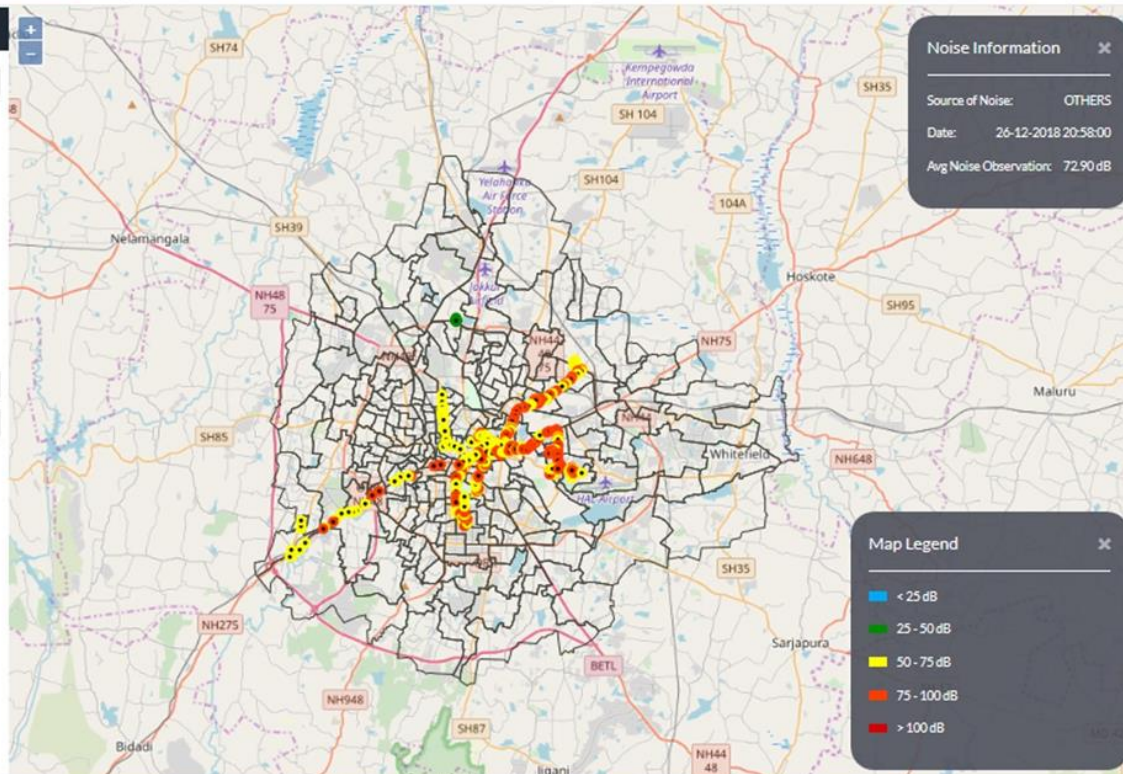 +
−
SH74
Kempegowda
International
Airport
SH35
SH 104
Yelahanka
Air Force
Station
SH104
104A
SH39
Nelamangala
Hoskote
NH48
75
SH95
NH44
75
NH75
Maluru
SH85
Whitefield
NH648
HAL Airport
SH35
NH275
Sarjapura
BETL
NH948
SH87
Bidadi
NH44
48
Jigani
Noise Information ×
Source of Noise: OTHERS
Date: 26-12-2018 20:58:00
Avg Noise Observation: 72.90 dB
Map Legend ×
< 25 dB
25 - 50 dB
50 - 75 dB
75 - 100 dB
> 100 dB